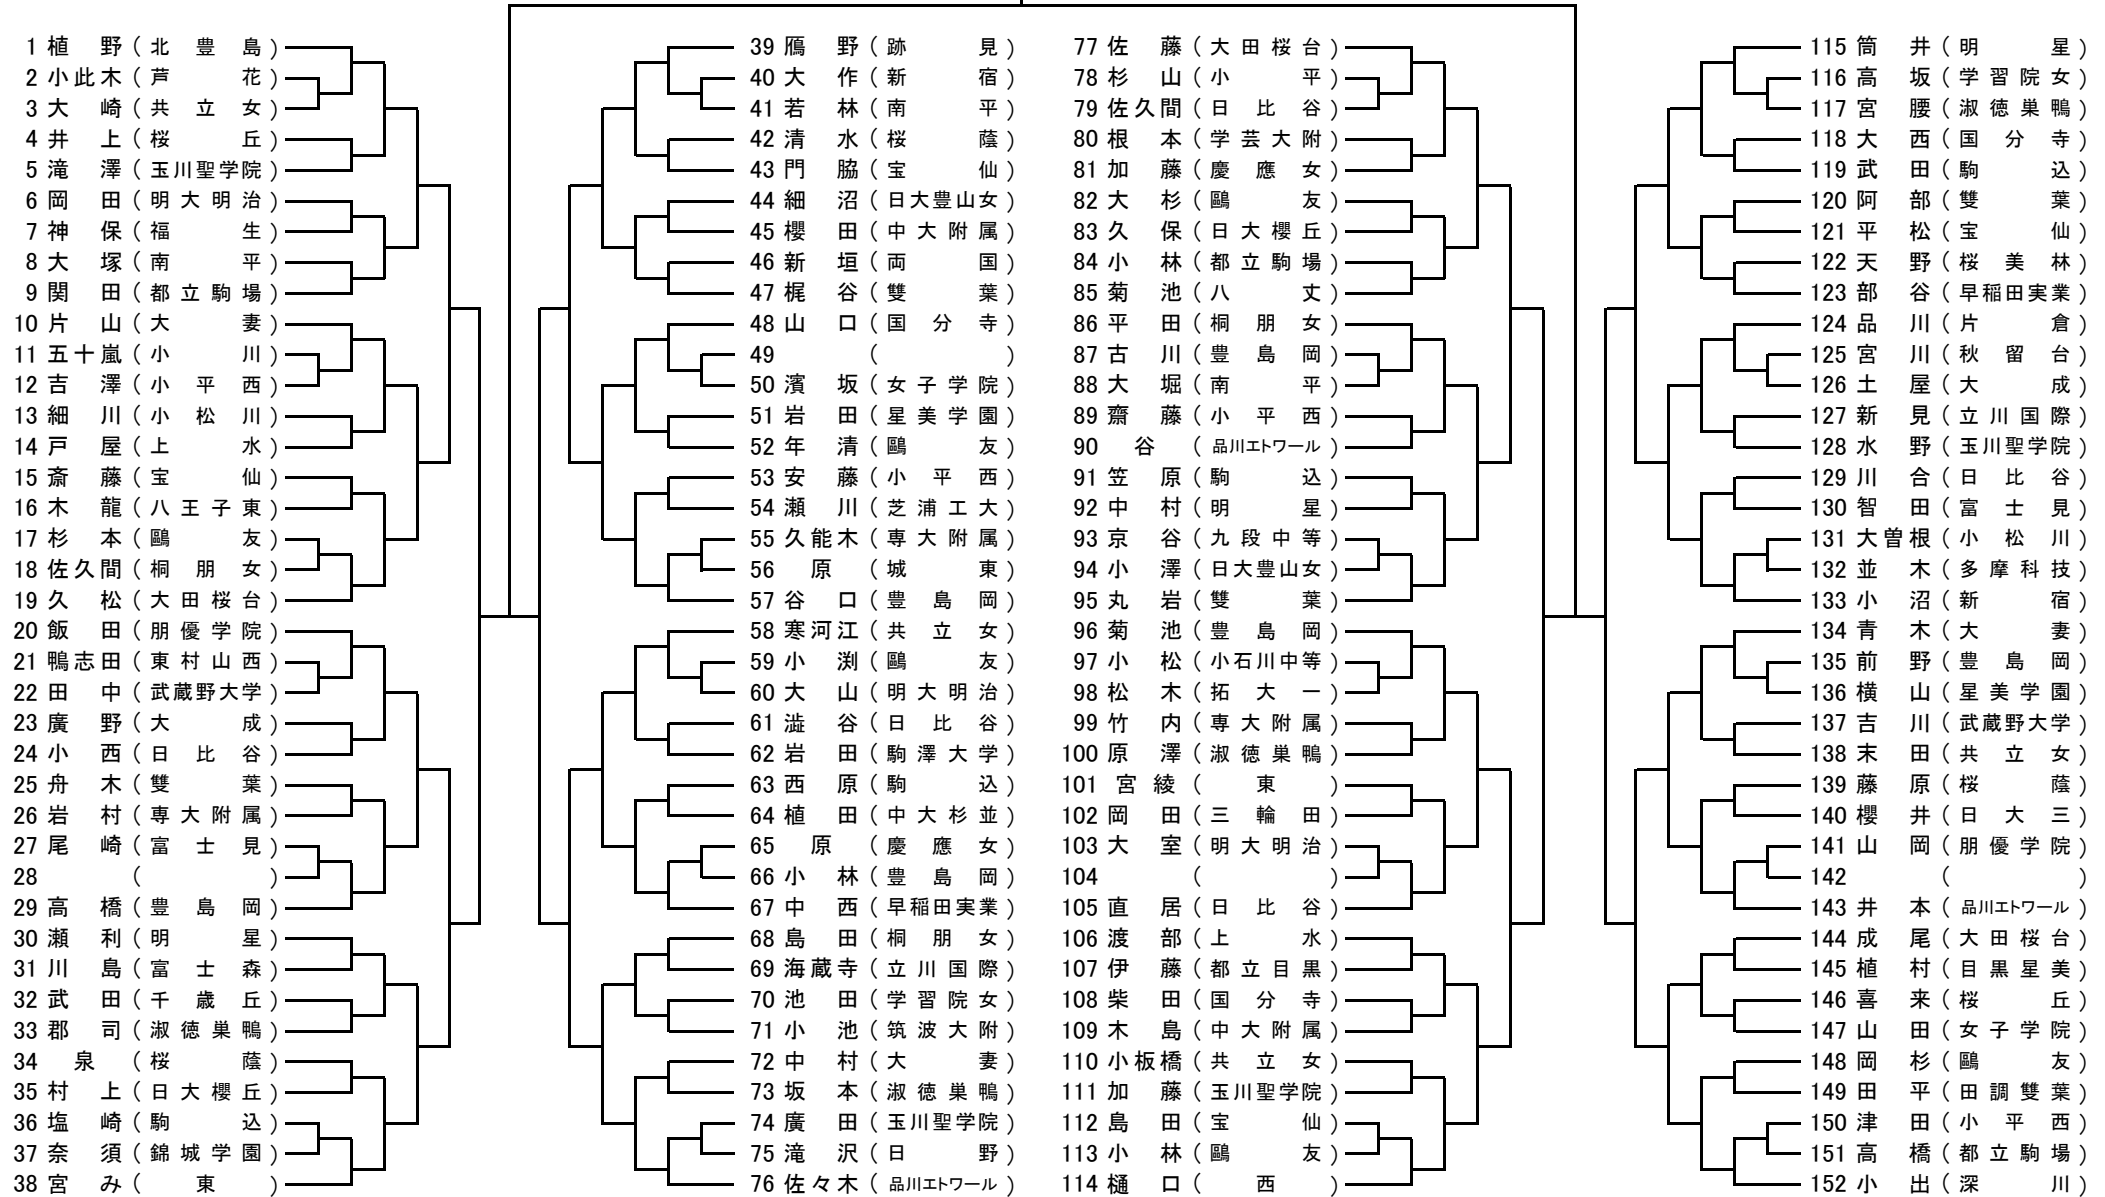 1 植野(北豊島)
2 小此木(芦花)
3 大崎(共立女)
4 井上(桜丘)
5 滝澤(玉川聖学院)
6 岡田(明大明治)
7 神保(福生)
8 大塚(南平)
9 関田(都立駒場)
10 片山(大妻)
11 五十嵐(小川)
12 吉澤(小平西)
13 細川(小松川)
14 戸屋(上水)
15 斎藤(宝仙)
16 木龍(八王子東)
17 杉本(鷗友)
18 佐久間(桐朋女)
19 久松(大田桜台)
20 飯田(朋優学院)
21 鴨志田(東村山西)
22 田中(武蔵野大学)
23 廣野(大成)
24 小西(日比谷)
25 舟木(雙葉)
26 岩村(専大附属)
27 尾崎(富士見)
28 ( )
29 高橋(豊島岡)
30 瀬利(明星)
31 川島(富士森)
32 武田(千歳丘)
33 郡司(淑徳巣鴨)
34 泉(桜蔭)
35 村上(日大櫻丘)
36 塩崎(駒込)
37 奈須(錦城学園)
38 宮み(東)
39 鴈野(跡見)
40 大作(新宿)
41 若林(南平)
42 清水(桜蔭)
43 門脇(宝仙)
44 細沼(日大豊山女)
45 櫻田(中大附属)
46 新垣(両国)
47 梶谷(雙葉)
48 山口(国分寺)
49 ( )
50 濱坂(女子学院)
51 岩田(星美学園)
52 年清(鷗友)
53 安藤(小平西)
54 瀬川(芝浦工大)
55 久能木(専大附属)
56 原(城東)
57 谷口(豊島岡)
58 寒河江(共立女)
59 小渕(鷗友)
60 大山(明大明治)
61 澁谷(日比谷)
62 岩田(駒澤大学)
63 西原(駒込)
64 植田(中大杉並)
65 原(慶應女)
66 小林(豊島岡)
67 中西(早稲田実業)
68 島田(桐朋女)
69 海蔵寺(立川国際)
70 池田(学習院女)
71 小池(筑波大附)
72 中村(大妻)
73 坂本(淑徳巣鴨)
74 廣田(玉川聖学院)
75 滝沢(日野)
76 佐々木(品川エトワール)
77 佐藤(大田桜台)
78 杉山(小平)
79 佐久間(日比谷)
80 根本(学芸大附)
81 加藤(慶應女)
82 大杉(鷗友)
83 久保(日大櫻丘)
84 小林(都立駒場)
85 菊池(八丈)
86 平田(桐朋女)
87 古川(豊島岡)
88 大堀(南平)
89 齋藤(小平西)
90 谷(品川エトワール)
91 笠原(駒込)
92 中村(明星)
93 京谷(九段中等)
94 小澤(日大豊山女)
95 丸岩(雙葉)
96 菊池(豊島岡)
97 小松(小石川中等)
98 松木(拓大一)
99 竹内(専大附属)
100 原澤(淑徳巣鴨)
101 宮綾(東)
102 岡田(三輪田)
103 大室(明大明治)
104 ( )
105 直居(日比谷)
106 渡部(上水)
107 伊藤(都立目黒)
108 柴田(国分寺)
109 木島(中大附属)
110 小板橋(共立女)
111 加藤(玉川聖学院)
112 島田(宝仙)
113 小林(鷗友)
114 樋口(西)
115 筒井(明星)
116 高坂(学習院女)
117 宮腰(淑徳巣鴨)
118 大西(国分寺)
119 武田(駒込)
120 阿部(雙葉)
121 平松(宝仙)
122 天野(桜美林)
123 部谷(早稲田実業)
124 品川(片倉)
125 宮川(秋留台)
126 土屋(大成)
127 新見(立川国際)
128 水野(玉川聖学院)
129 川合(日比谷)
130 智田(富士見)
131 大曽根(小松川)
132 並木(多摩科技)
133 小沼(新宿)
134 青木(大妻)
135 前野(豊島岡)
136 横山(星美学園)
137 吉川(武蔵野大学)
138 末田(共立女)
139 藤原(桜蔭)
140 櫻井(日大三)
141 山岡(朋優学院)
142 ( )
143 井本(品川エトワール)
144 成尾(大田桜台)
145 植村(目黒星美)
146 喜来(桜丘)
147 山田(女子学院)
148 岡杉(鷗友)
149 田平(田調雙葉)
150 津田(小平西)
151 高橋(都立駒場)
152 小出(深川)